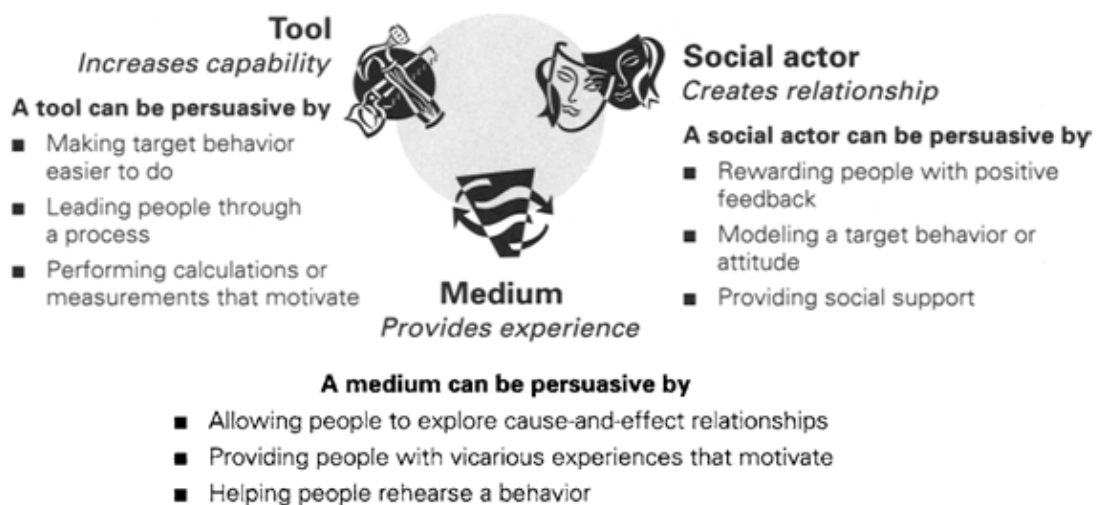 Tool
Increases capability
A tool can be persuasive by
■ Making target behavior
easier to do
■ Leading people through
a process
■ Performing calculations or
measurements that motivate
Social actor
Creates relationship
A social actor can be persuasive by
■ Rewarding people with positive
feedback
■ Modeling a target behavior or
attitude
■ Providing social support
Medium
Provides experience
A medium can be persuasive by
■ Allowing people to explore cause-and-effect relationships
■ Providing people with vicarious experiences that motivate
■ Helping people rehearse a behavior